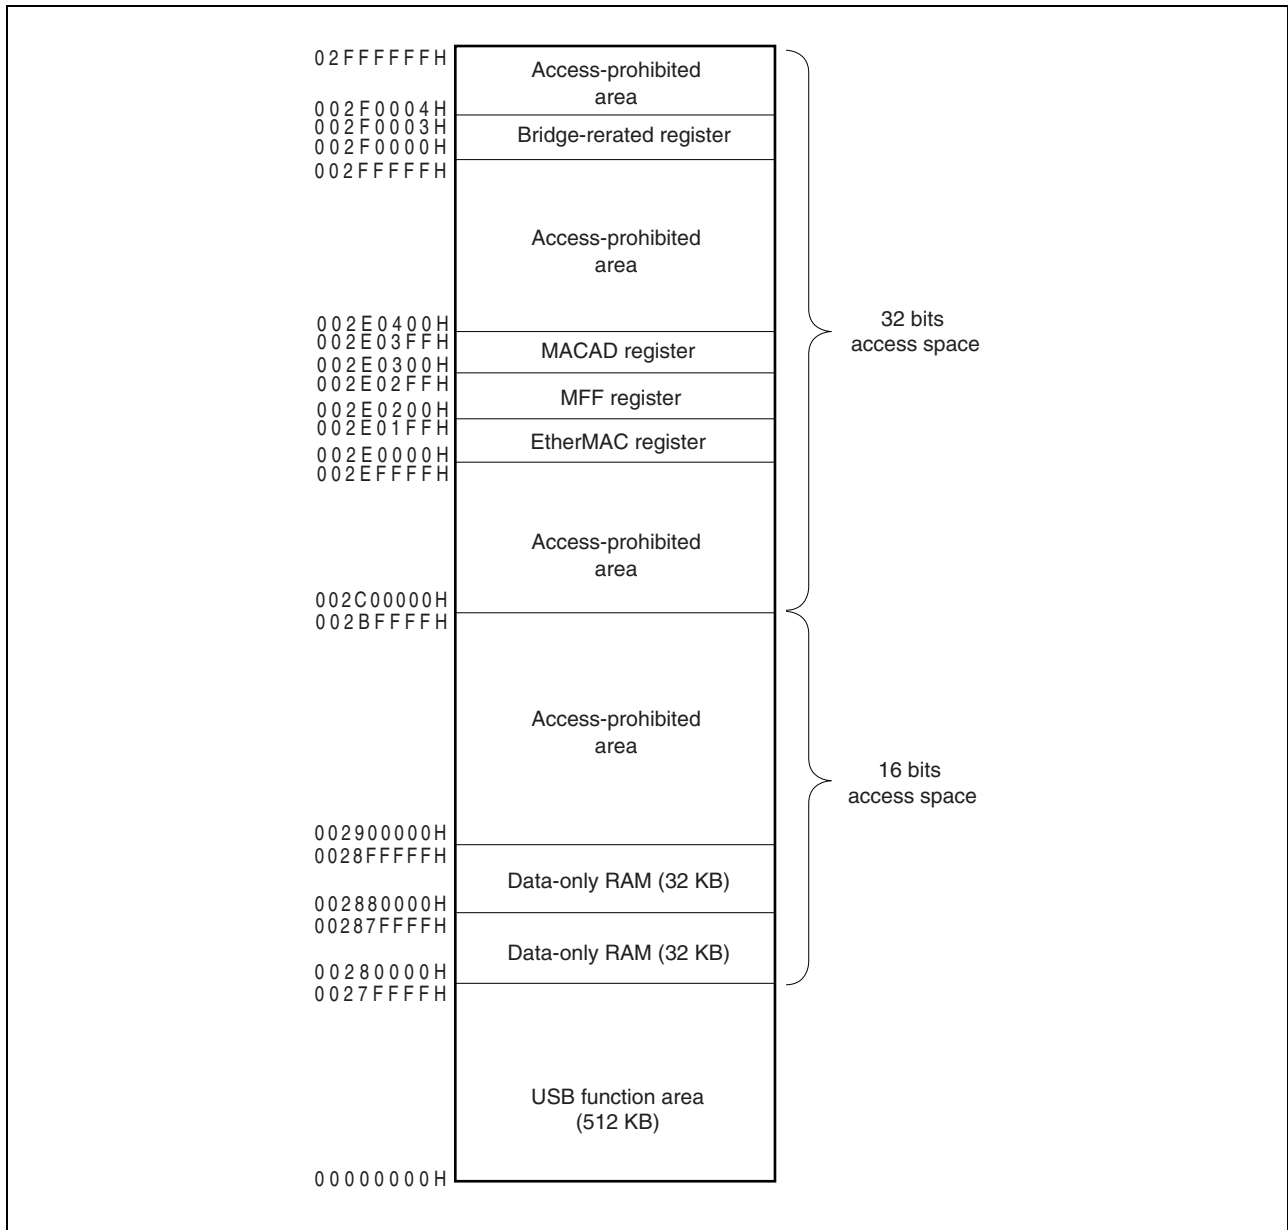 02FFFFFFH
Access-prohibited
area
002F0004H
002F0003H
Bridge-rerated register
002F0000H
002FFFFFH
Access-prohibited
area
002E0400H
32 bits
access space
002E03FFH
MACAD register
002E0300H
002E02FFH
MFF register
002E0200H
002E01FFH
EtherMAC register
002E0000H
002EFFFFH
Access-prohibited
area
002C00000H
002BFFFFH
Access-prohibited
area
16 bits
access space
002900000H
0028FFFFFH
Data-only RAM (32 KB)
002880000H
00287FFFFH
Data-only RAM (32 KB)
00280000H
0027FFFFH
USB function area
(512 KB)
00000000H